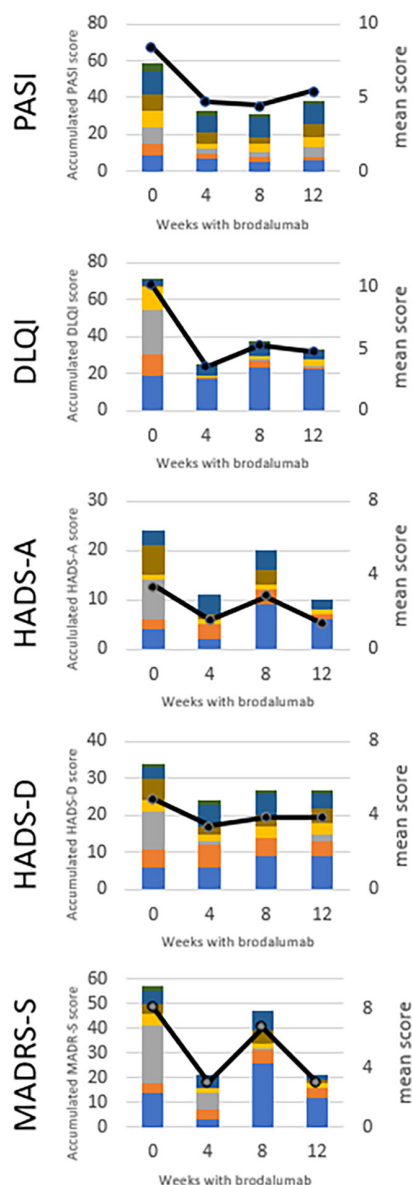 PASI
Accumulated PASI score
80
60
40
20
0
10
5
0
mean score
0 4 8 12
Weeks with brodalumab
DLQI
Accumulated DLQI score
80
60
40
20
0
10
5
0
mean score
0 4 8 12
Weeks with brodalumab
HADS-A
Accululated HADS-A score
30
20
10
0
8
4
0
mean score
0 4 8 12
Weeks with brodalumab
HADS-D
Accumulated HADS-D score
40
30
20
10
0
8
4
0
mean score
0 4 8 12
Weeks with brodalumab
MADRS-S
Accumulated MADR-S score
60
50
40
30
20
10
0
8
4
0
mean score
0 4 8 12
Weeks with brodalumab